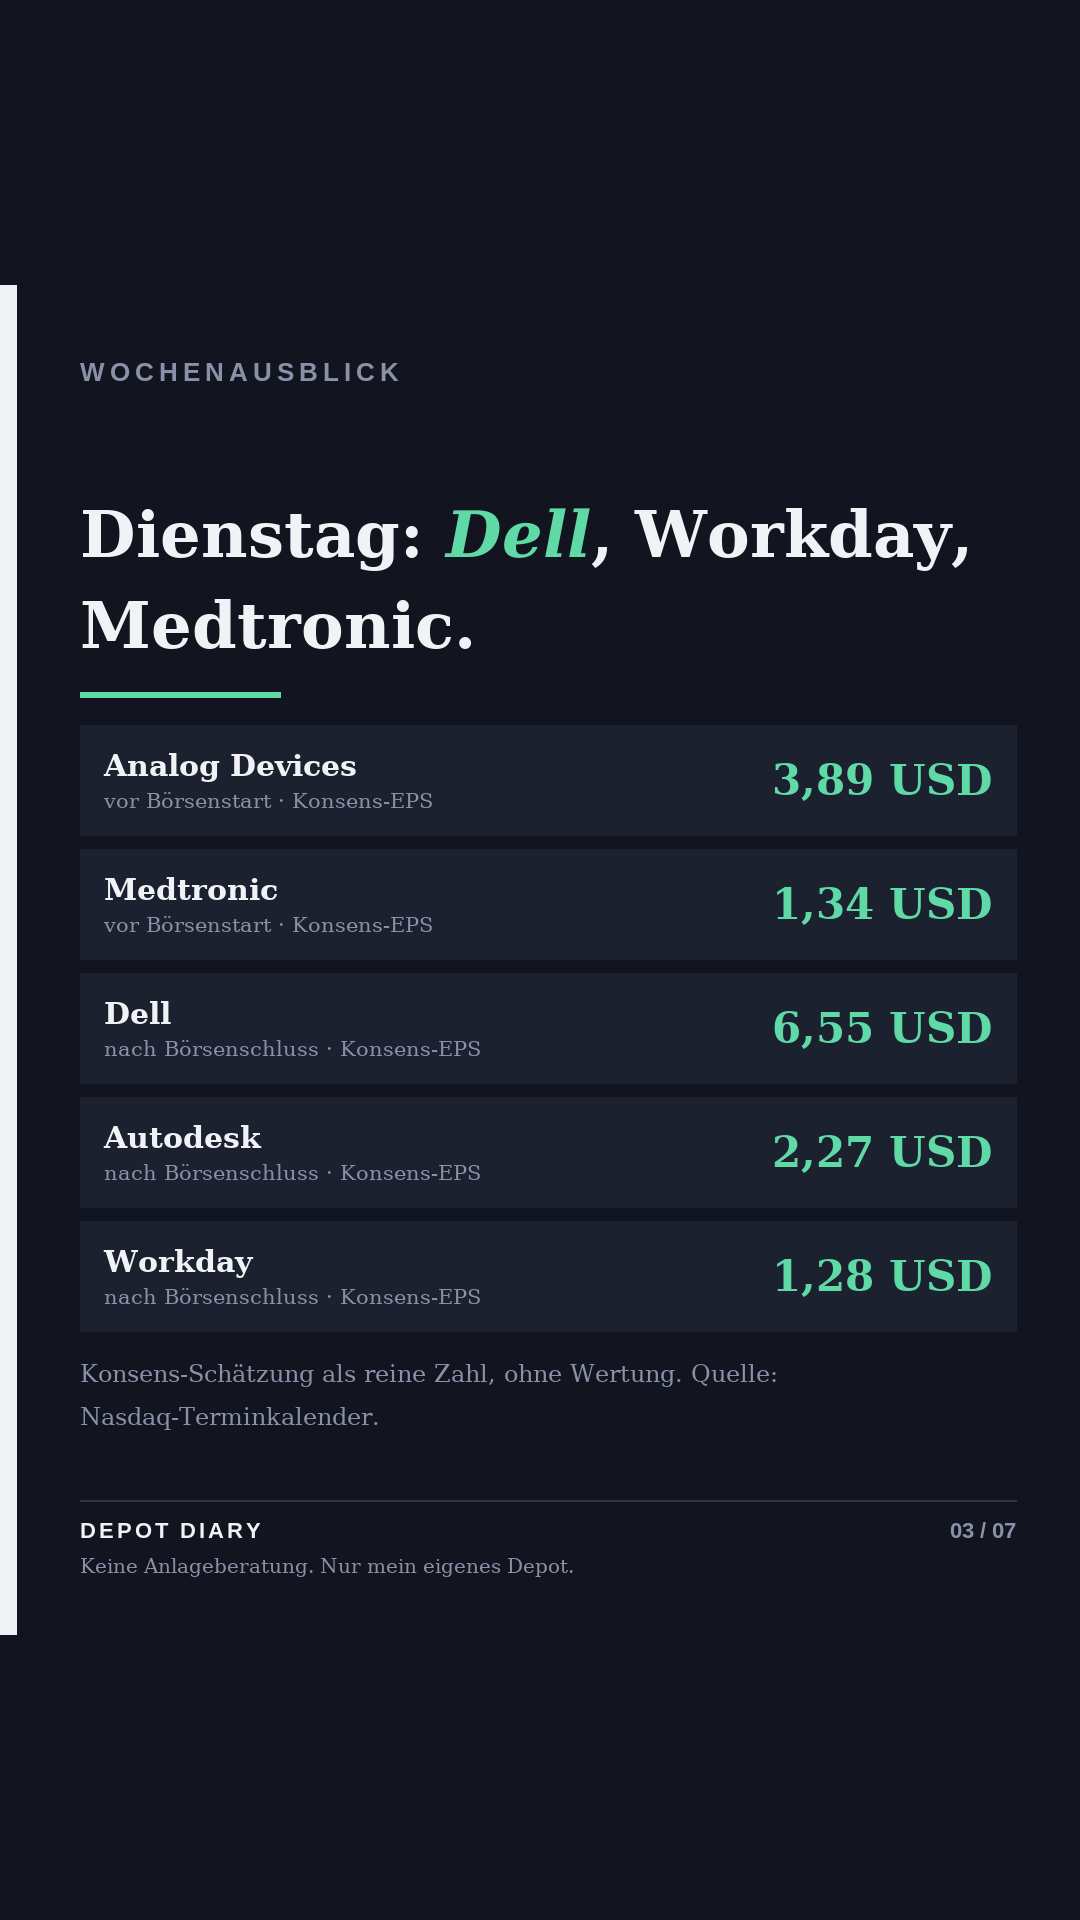 WOCHENAUSBLICK
Dienstag: Dell, Workday,
Medtronic.
Analog Devices
vor Börsenstart · Konsens-EPS
3,89 USD
Medtronic
vor Börsenstart · Konsens-EPS
1,34 USD
Dell
nach Börsenschluss · Konsens-EPS
6,55 USD
Autodesk
nach Börsenschluss · Konsens-EPS
2,27 USD
Workday
nach Börsenschluss · Konsens-EPS
1,28 USD
Konsens-Schätzung als reine Zahl, ohne Wertung. Quelle:
Nasdaq-Terminkalender.
DEPOT DIARY
03 / 07
Keine Anlageberatung. Nur mein eigenes Depot.